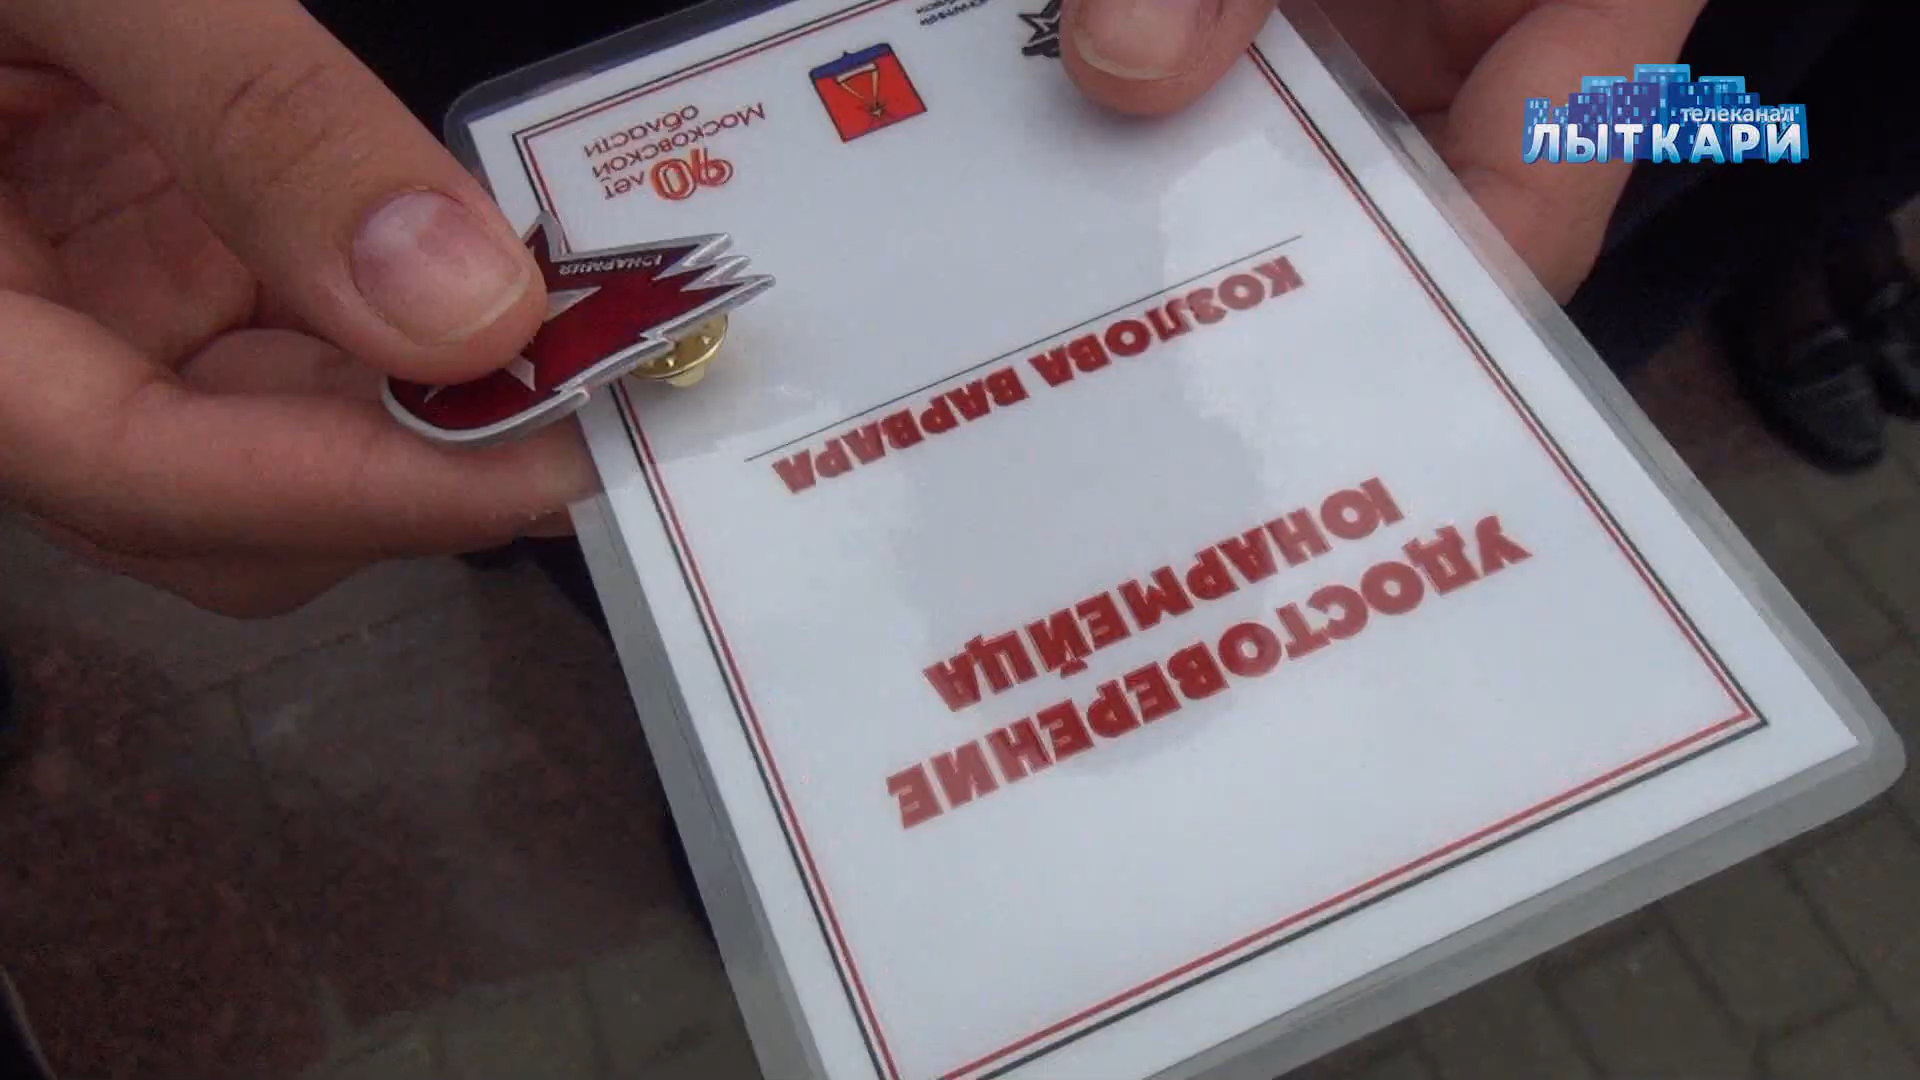 телеканал
ЛЫТКАРИ
УДОСТОВЕРЕНИЕ
ЮНАРМЕЙЦА
КОЗЛОВА ВАРВАРА
90 лет
МОСКОВСКОЙ
ОБЛАСТИ
ЮНАРМИЯ